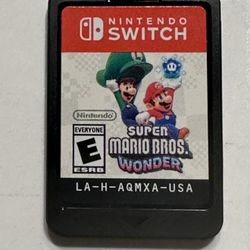 NINTENDO
SWITCH
Nintendo
EVERYONE
E
ESRB
SUPER
MARIO BROS.
WONDER
LA-H-AQMXA-USA